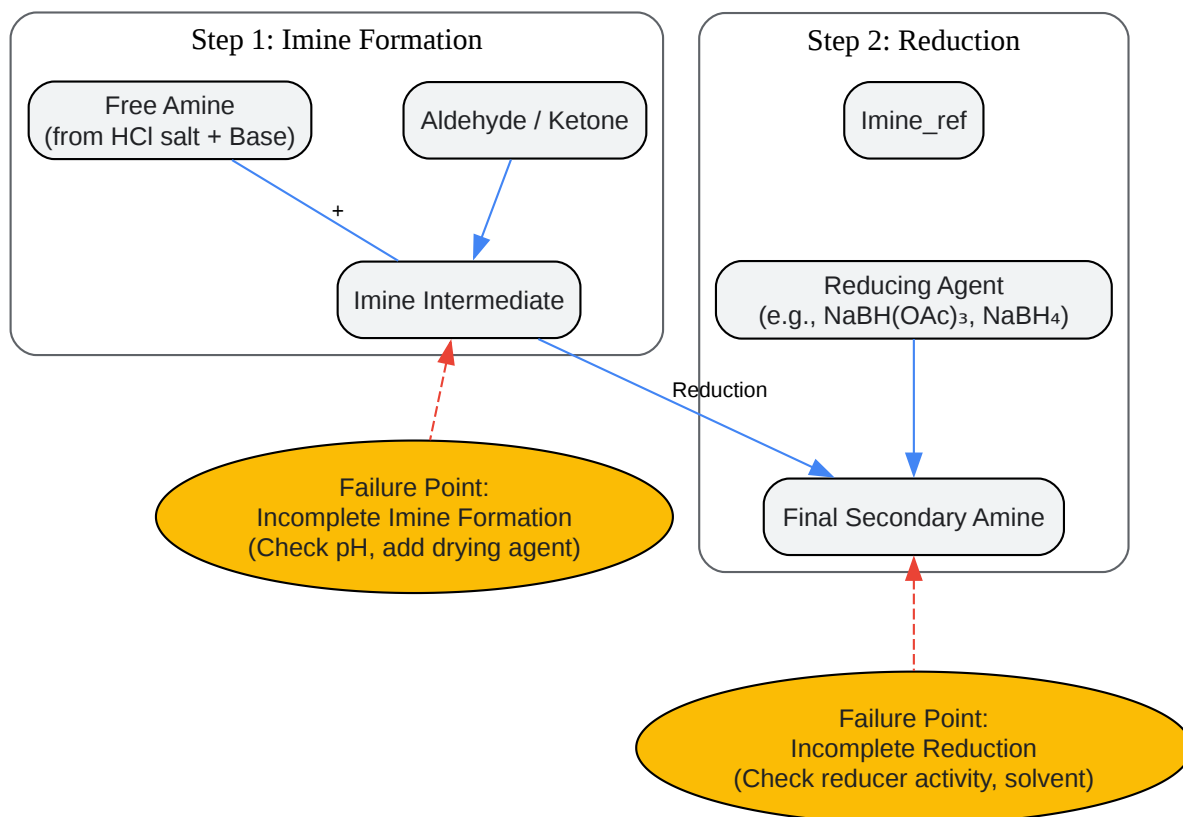 Step 1: Imine Formation
Free Amine
(from HCl salt + Base)
Aldehyde / Ketone
+
Imine Intermediate
Failure Point:
Incomplete Imine Formation
(Check pH, add drying agent)
Step 2: Reduction
Imine_ref
Reducing Agent
(e.g., NaBH(OAc)₃, NaBH₄)
Reduction
Final Secondary Amine
Failure Point:
Incomplete Reduction
(Check reducer activity, solvent)